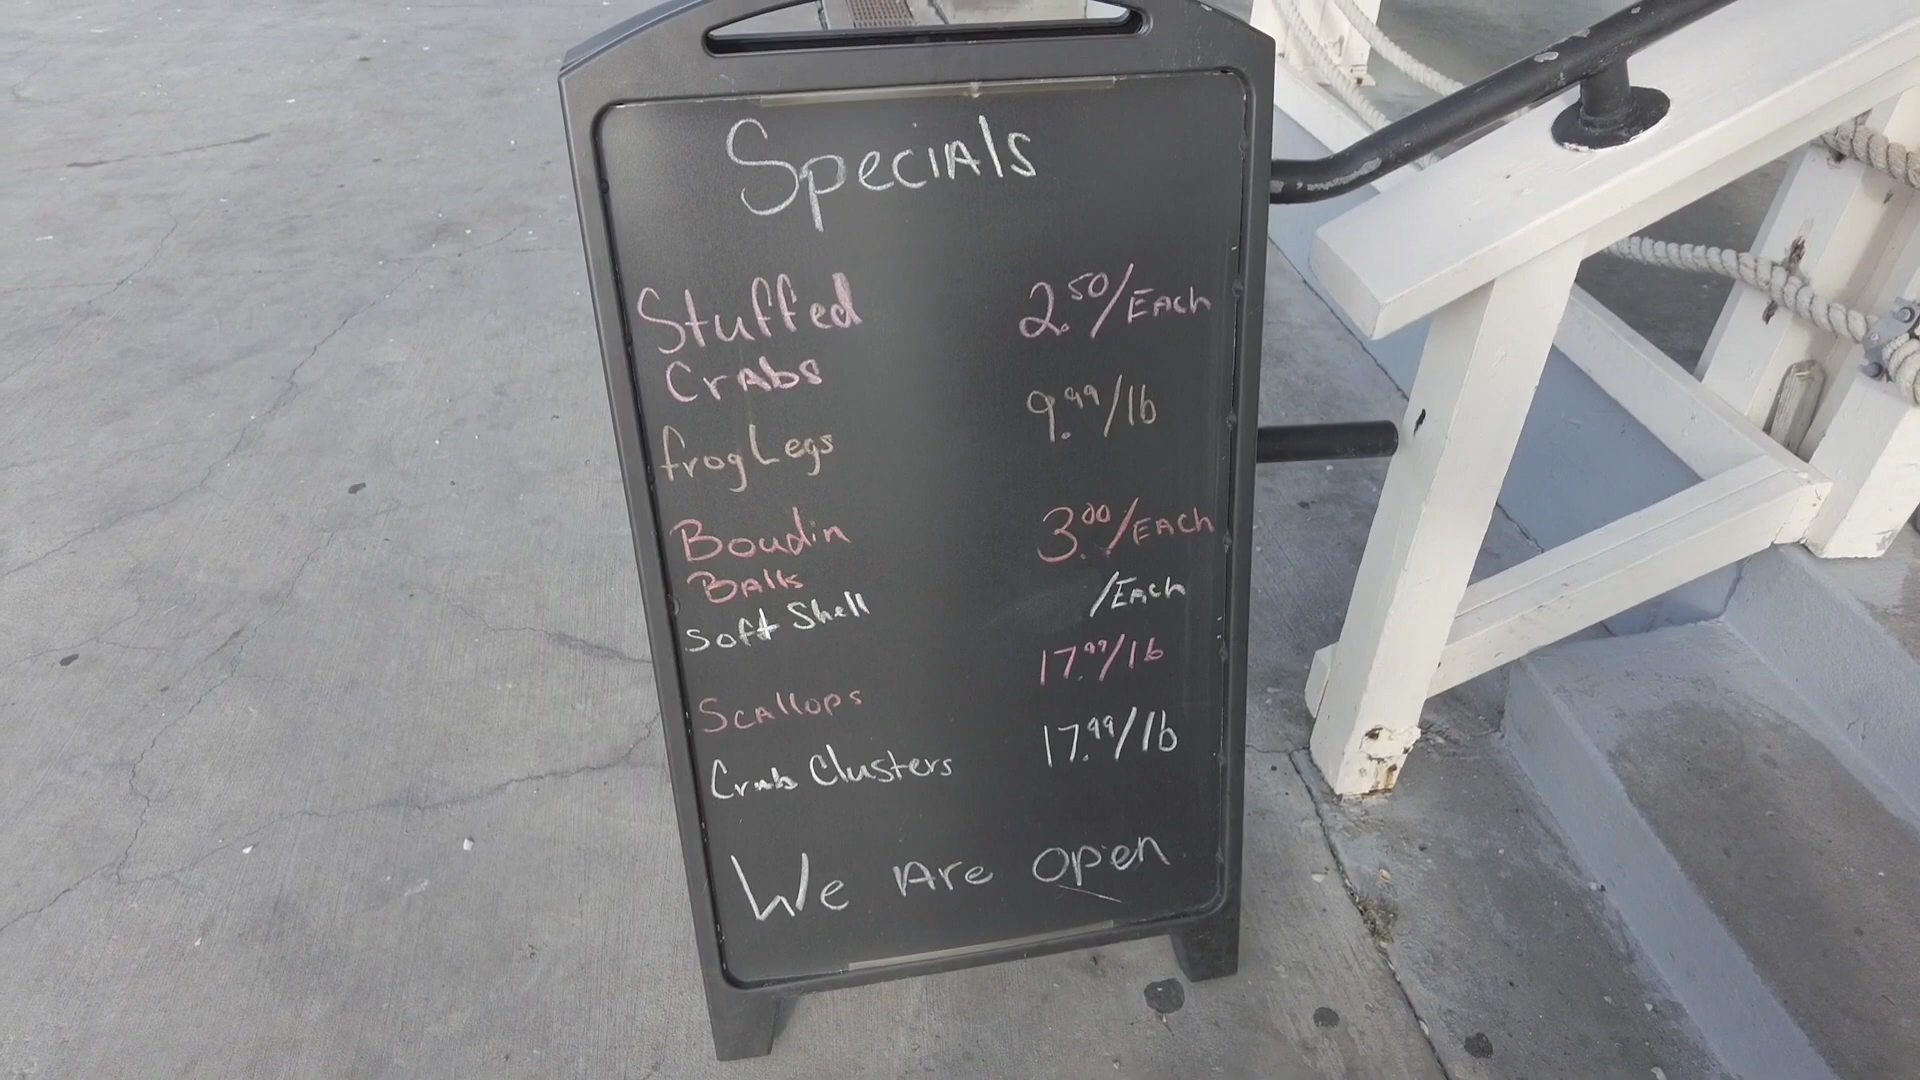 Specials
Stuffed 2.50/Each
Crabs
frog Legs 9.99/lb
Boudin 3.00/Each
Balls
Soft Shell /Each
Scallops 17.99/lb
Crab Clusters 17.99/lb
We Are Open